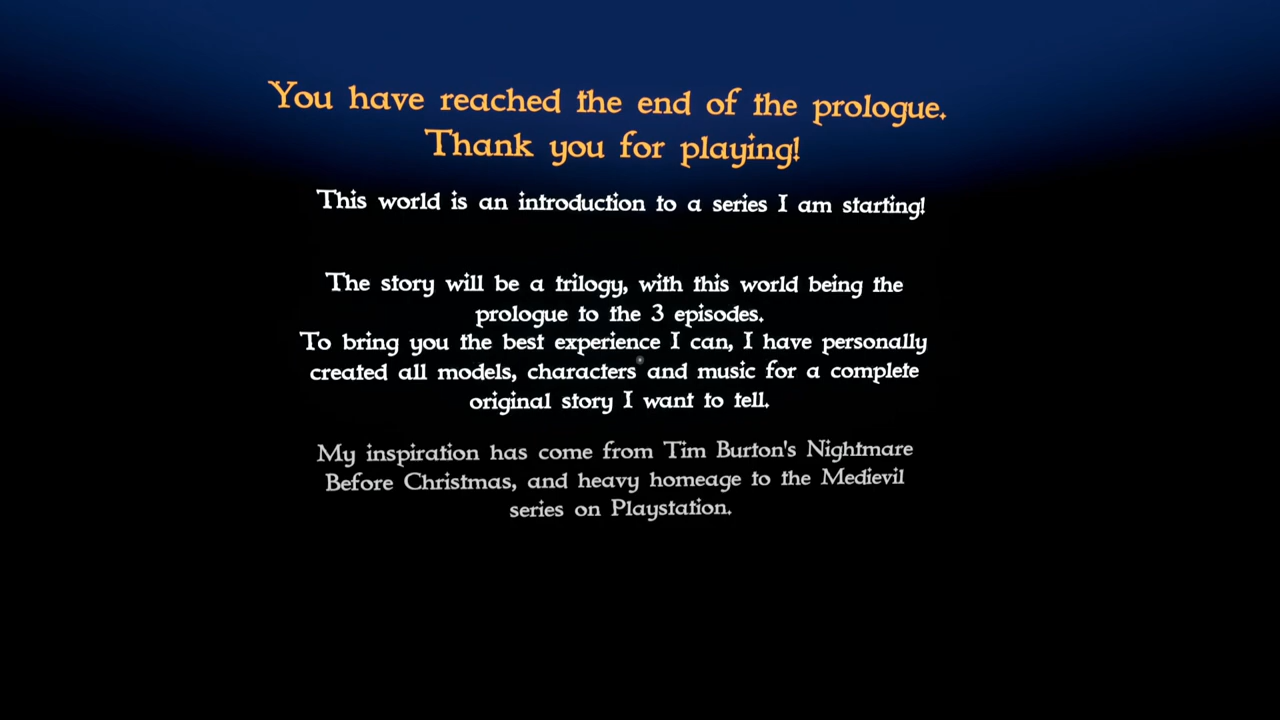 You have reached the end of the prologue.
Thank you for playing!
This world is an introduction to a series I am starting!
The story will be a trilogy, with this world being the
prologue to the 3 episodes.
To bring you the best experience I can, I have personally
created all models, characters and music for a complete
original story I want to tell.
My inspiration has come from Tim Burton's Nightmare
Before Christmas, and heavy homeage to the Medievil
series on Playstation.